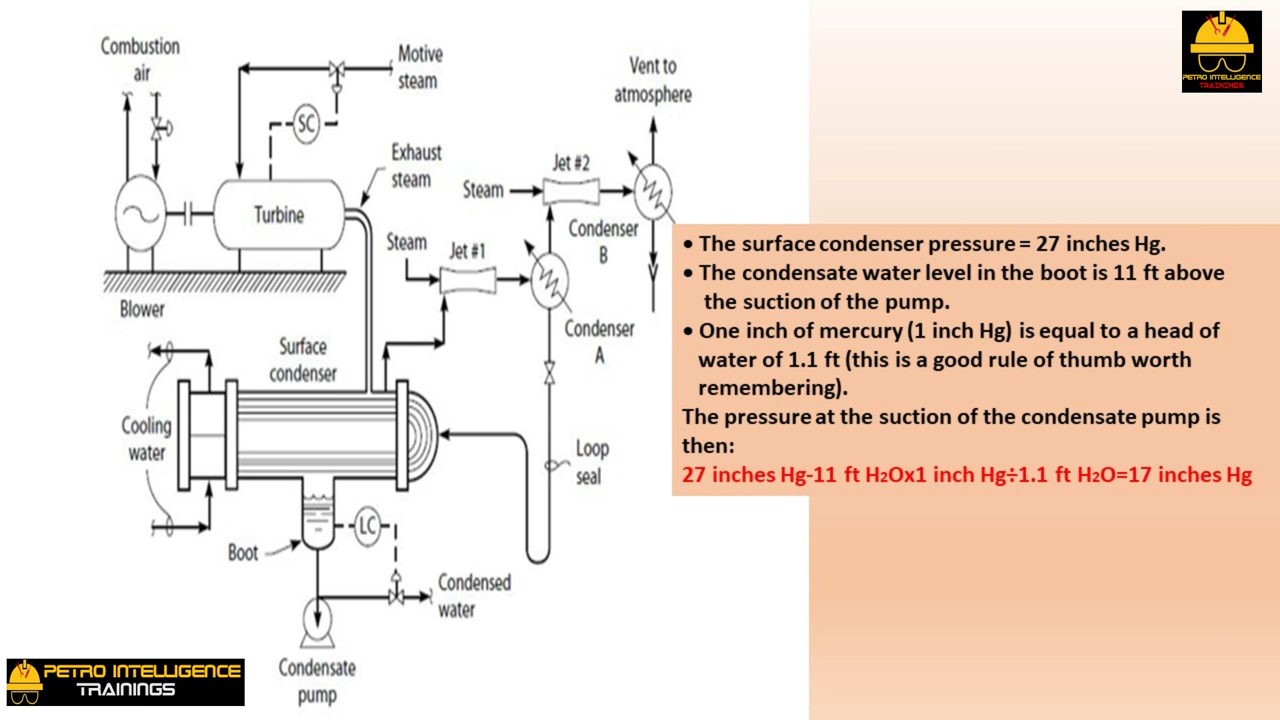 Combustion
air
Motive
steam
SC
Exhaust
steam
Turbine
Blower
Vent to
atmosphere
Jet #2
Steam
Condenser
B
Steam
Jet #1
Condenser
A
Surface
condenser
Cooling
water
Loop
seal
Boot
LC
Condensed
water
Condensate
pump
PETRO INTELLIGENCE
TRAININGS
• The surface condenser pressure = 27 inches Hg.
• The condensate water level in the boot is 11 ft above
the suction of the pump.
• One inch of mercury (1 inch Hg) is equal to a head of
water of 1.1 ft (this is a good rule of thumb worth
remembering).
The pressure at the suction of the condensate pump is
then:
27 inches Hg-11 ft H₂Ox1 inch Hg÷1.1 ft H₂O=17 inches Hg
PETRO INTELLIGENCE
TRAININGS